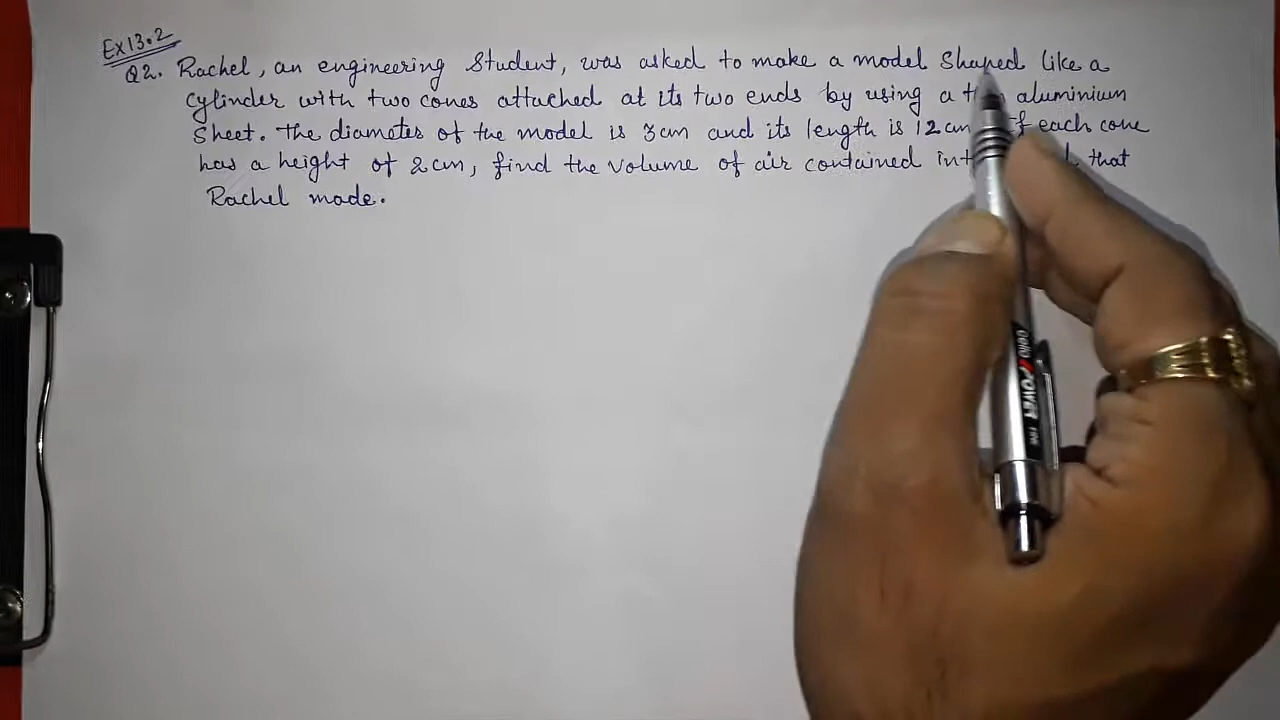 Ex13.2
Q2. Rachel, an engineering Student, was asked to make a model Shaped like a
cylinder with two cones attached at its two ends by using a aluminium
Sheet. The diameter of the model is 3cm and its length is 12cm each cone
has a height of 2cm, find the volume of air contained that
Rachel made.
cello POWER